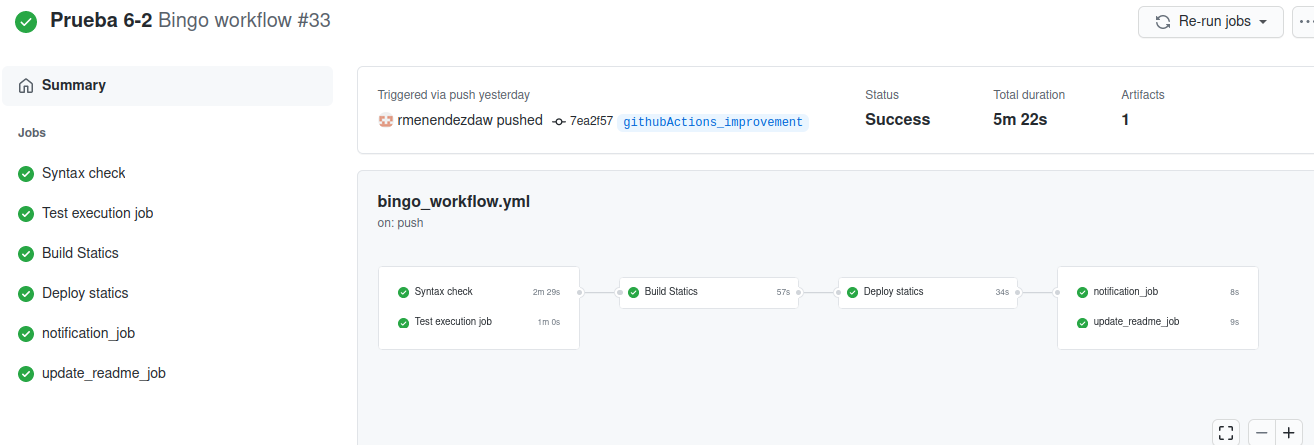 Prueba 6-2 Bingo workflow #33
Re-run jobs
Summary
Jobs
Syntax check
Test execution job
Build Statics
Deploy statics
notification_job
update_readme_job
Triggered via push yesterday
rmenendezdaw pushed 7ea2f57 githubActions_improvement
Status
Success
Total duration
5m 22s
Artifacts
1
bingo_workflow.yml
on: push
Syntax check 2m 29s
Test execution job 1m 0s
Build Statics 57s
Deploy statics 34s
notification_job 8s
update_readme_job 9s